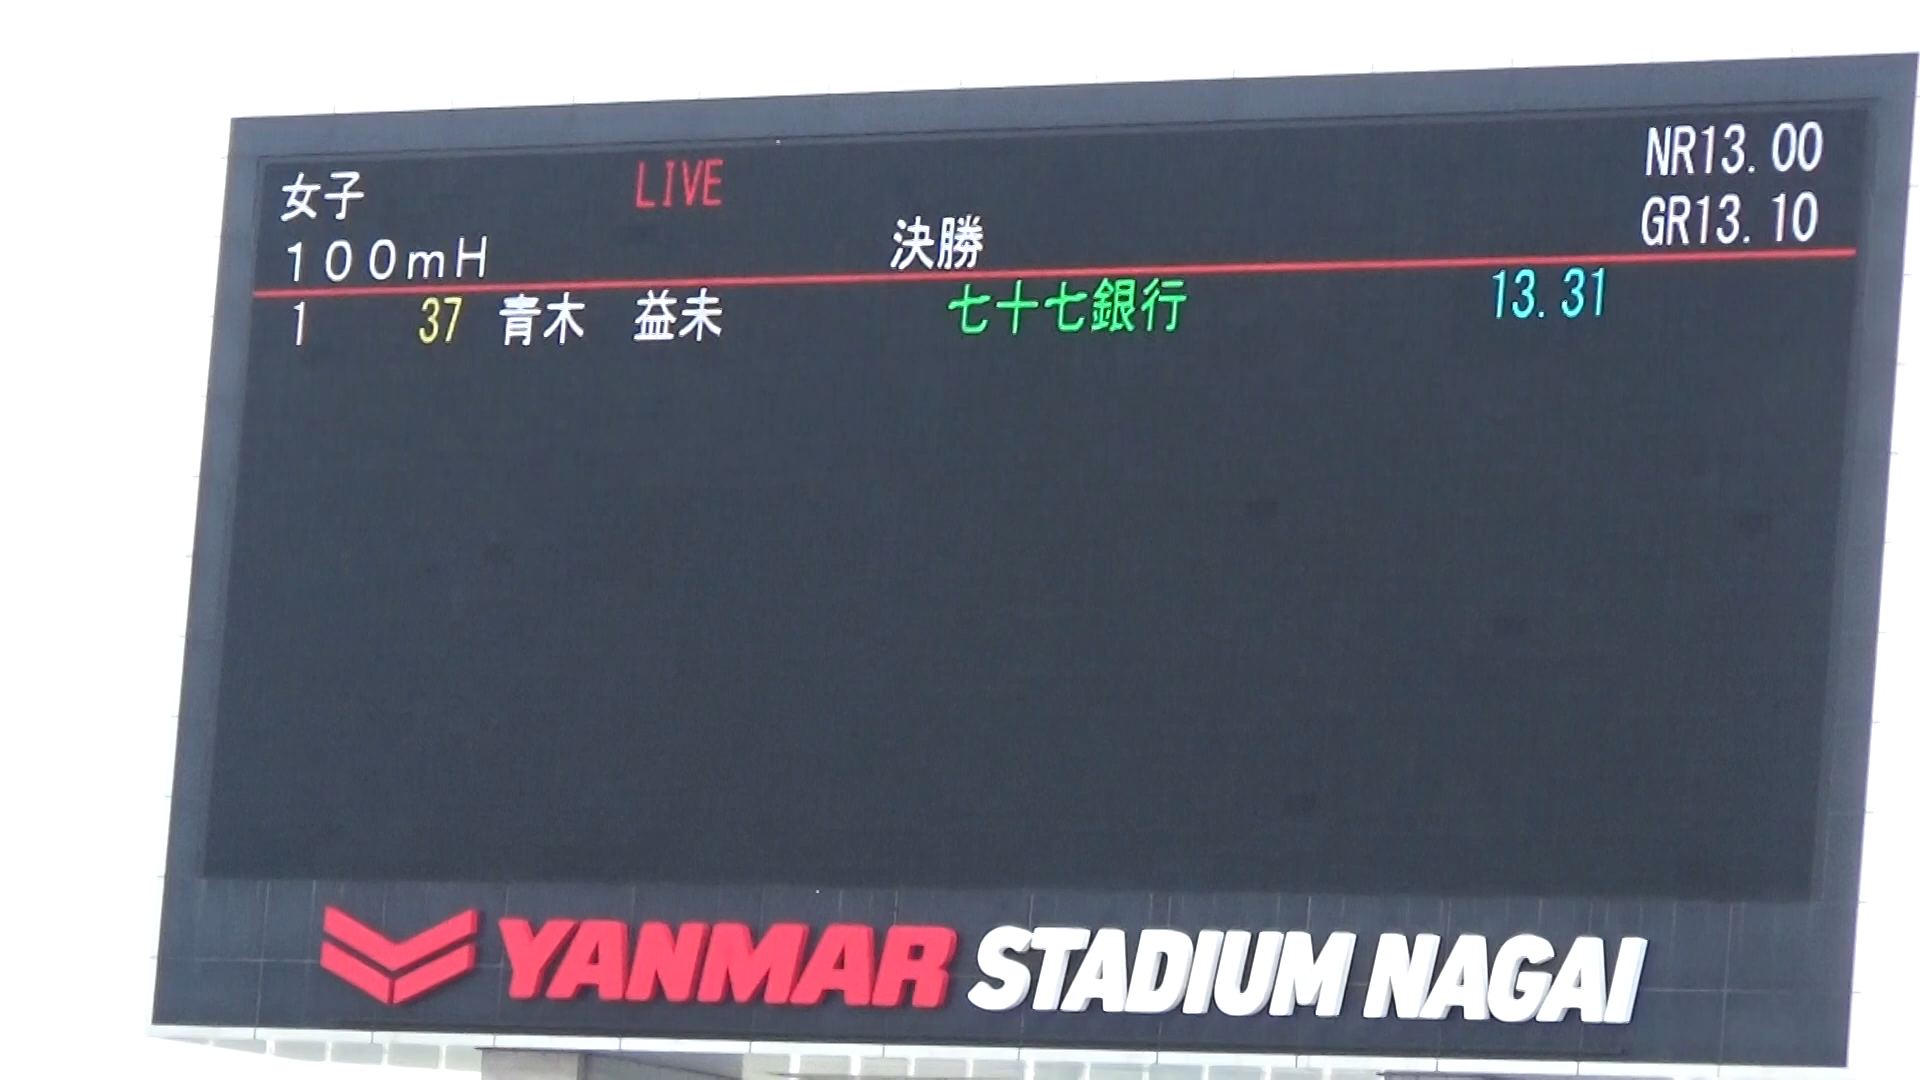 女子 LIVE NR13.00
１００ｍＨ 決勝 GR13.10
1 37 青木 益未 七十七銀行 13.31
YANMAR STADIUM NAGAI